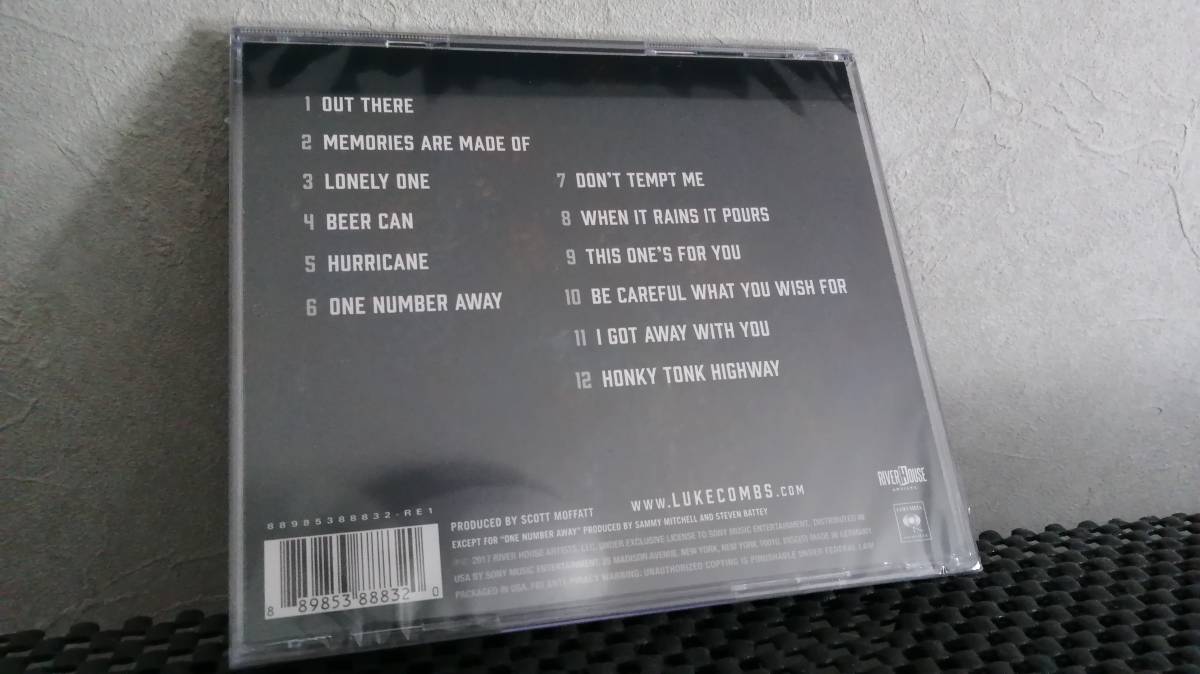 1 OUT THERE
2 MEMORIES ARE MADE OF
3 LONELY ONE
4 BEER CAN
5 HURRICANE
6 ONE NUMBER AWAY
7 DON'T TEMPT ME
8 WHEN IT RAINS IT POURS
9 THIS ONE'S FOR YOU
10 BE CAREFUL WHAT YOU WISH FOR
11 I GOT AWAY WITH YOU
12 HONKY TONK HIGHWAY
WWW.LUKECOMBS.COM
RIVER HOUSE
88985388832-RE1
8 89853 88832 0
PRODUCED BY SCOTT MOFFATT
EXCEPT FOR "ONE NUMBER AWAY" PRODUCED BY SAMMY MITCHELL AND STEVEN BATTEY
2017 RIVER HOUSE ARTISTS, LLC, UNDER EXCLUSIVE LICENSE TO SONY MUSIC ENTERTAINMENT. DISTRIBUTED IN
USA BY SONY MUSIC ENTERTAINMENT, 25 MADISON AVENUE, NEW YORK, NEW YORK 10010. DISC(S) MADE IN GERMANY.
PACKAGED IN USA. FBI ANTI-PIRACY WARNING: UNAUTHORIZED COPYING IS PUNISHABLE UNDER FEDERAL LAW.